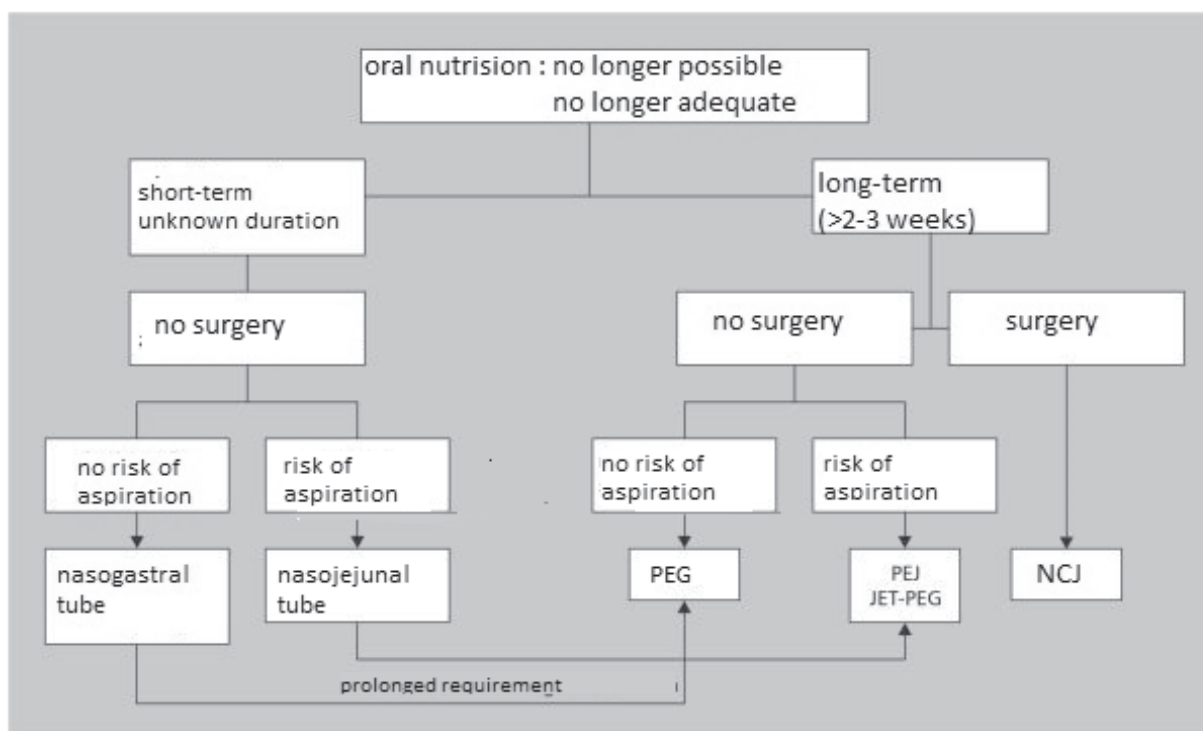 oral nutrision : no longer possible
no longer adequate
short-term
unknown duration
long-term
(>2-3 weeks)
no surgery
no surgery
surgery
no risk of
aspiration
risk of
aspiration
no risk of
aspiration
risk of
aspiration
nasogastral
tube
nasojejunal
tube
PEG
PEJ
JET-PEG
NCJ
prolonged requirement